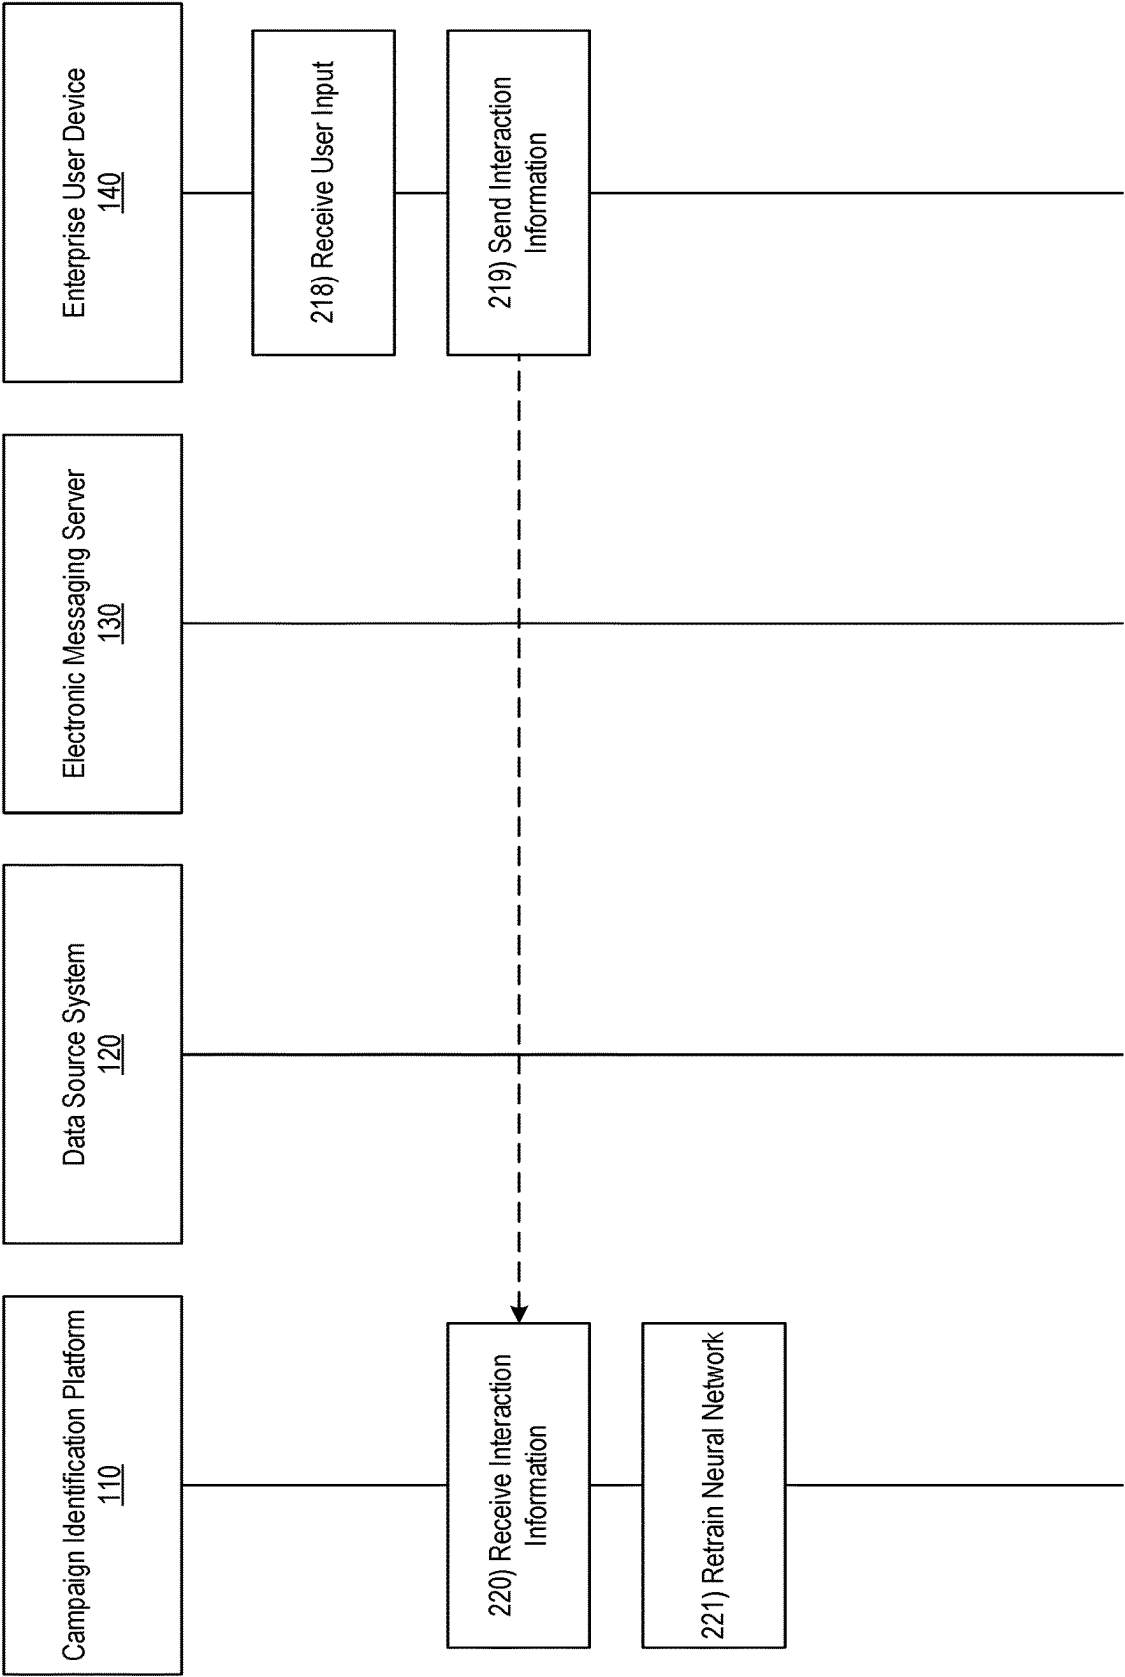 Campaign Identification Platform
110
Data Source System
120
Electronic Messaging Server
130
Enterprise User Device
140
218) Receive User Input
219) Send Interaction
Information
220) Receive Interaction
Information
221) Retrain Neural Network